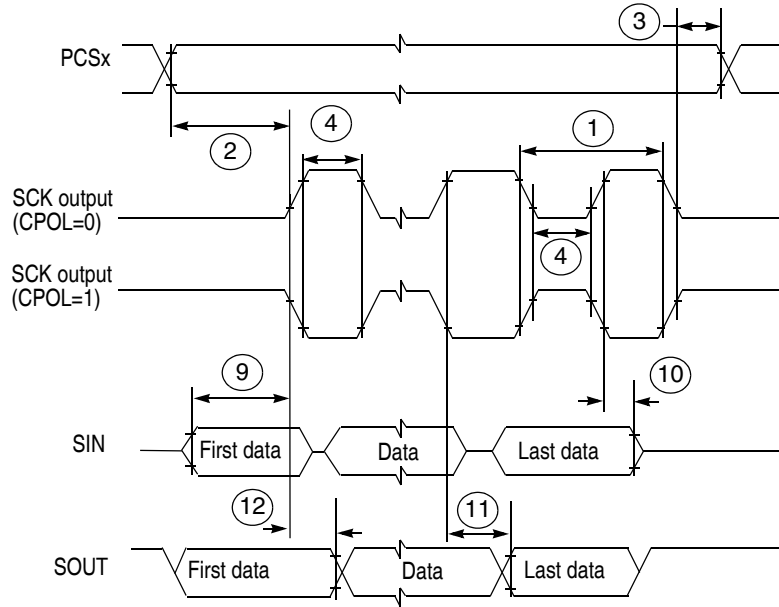 3
PCSx
2
4
1
SCK output
(CPOL=0)
4
SCK output
(CPOL=1)
9
10
SIN
First data
Data
Last data
12
11
SOUT
First data
Data
Last data